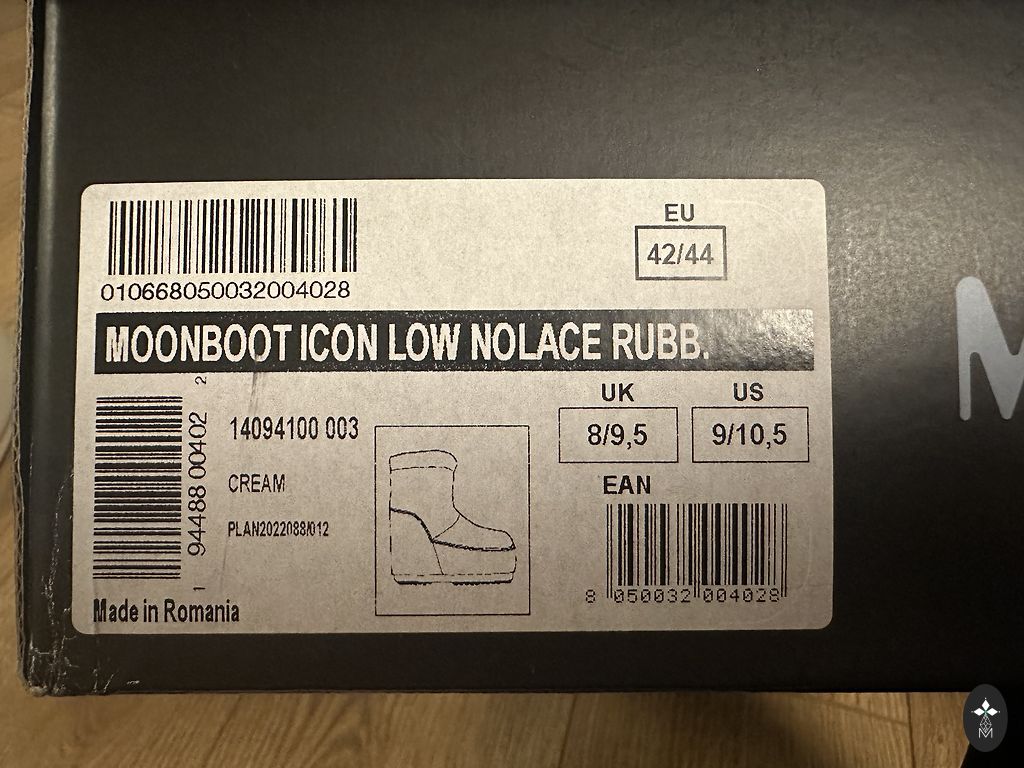 EU
42/44
010668050032004028
MOONBOOT ICON LOW NOLACE RUBB.
1 94488 00402 2
14094100 003
CREAM
PLAN2022088/012
Made in Romania
UK
8/9,5
US
9/10,5
EAN
8 050032 004028
M
M